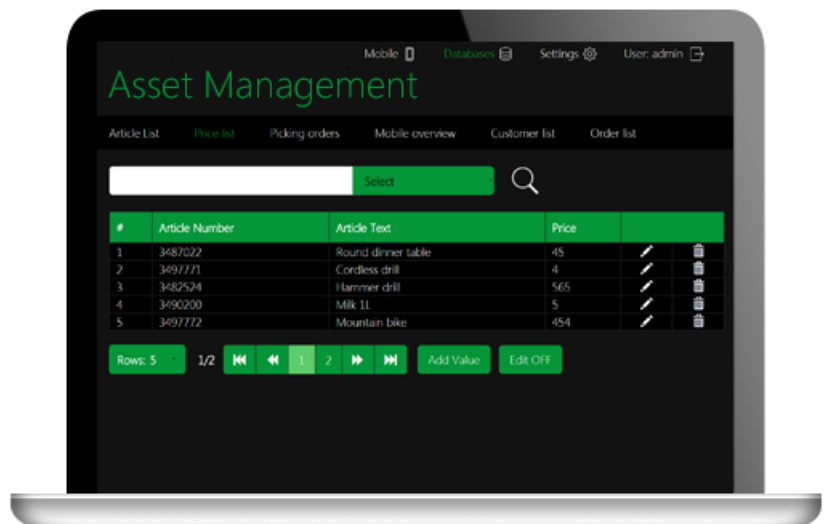 Mobile Databases Settings User: admin
Asset Management
Article List Price list Picking orders Mobile overview Customer list Order list
Select
# Article Number Article Text Price
1 3487022 Round dinner table 45
2 3497771 Cordless drill 4
3 3482524 Hammer drill 565
4 3490200 Milk 1L 5
5 3497772 Mountain bike 454
Rows: 5 1/2 1 2 Add Value Edit OFF